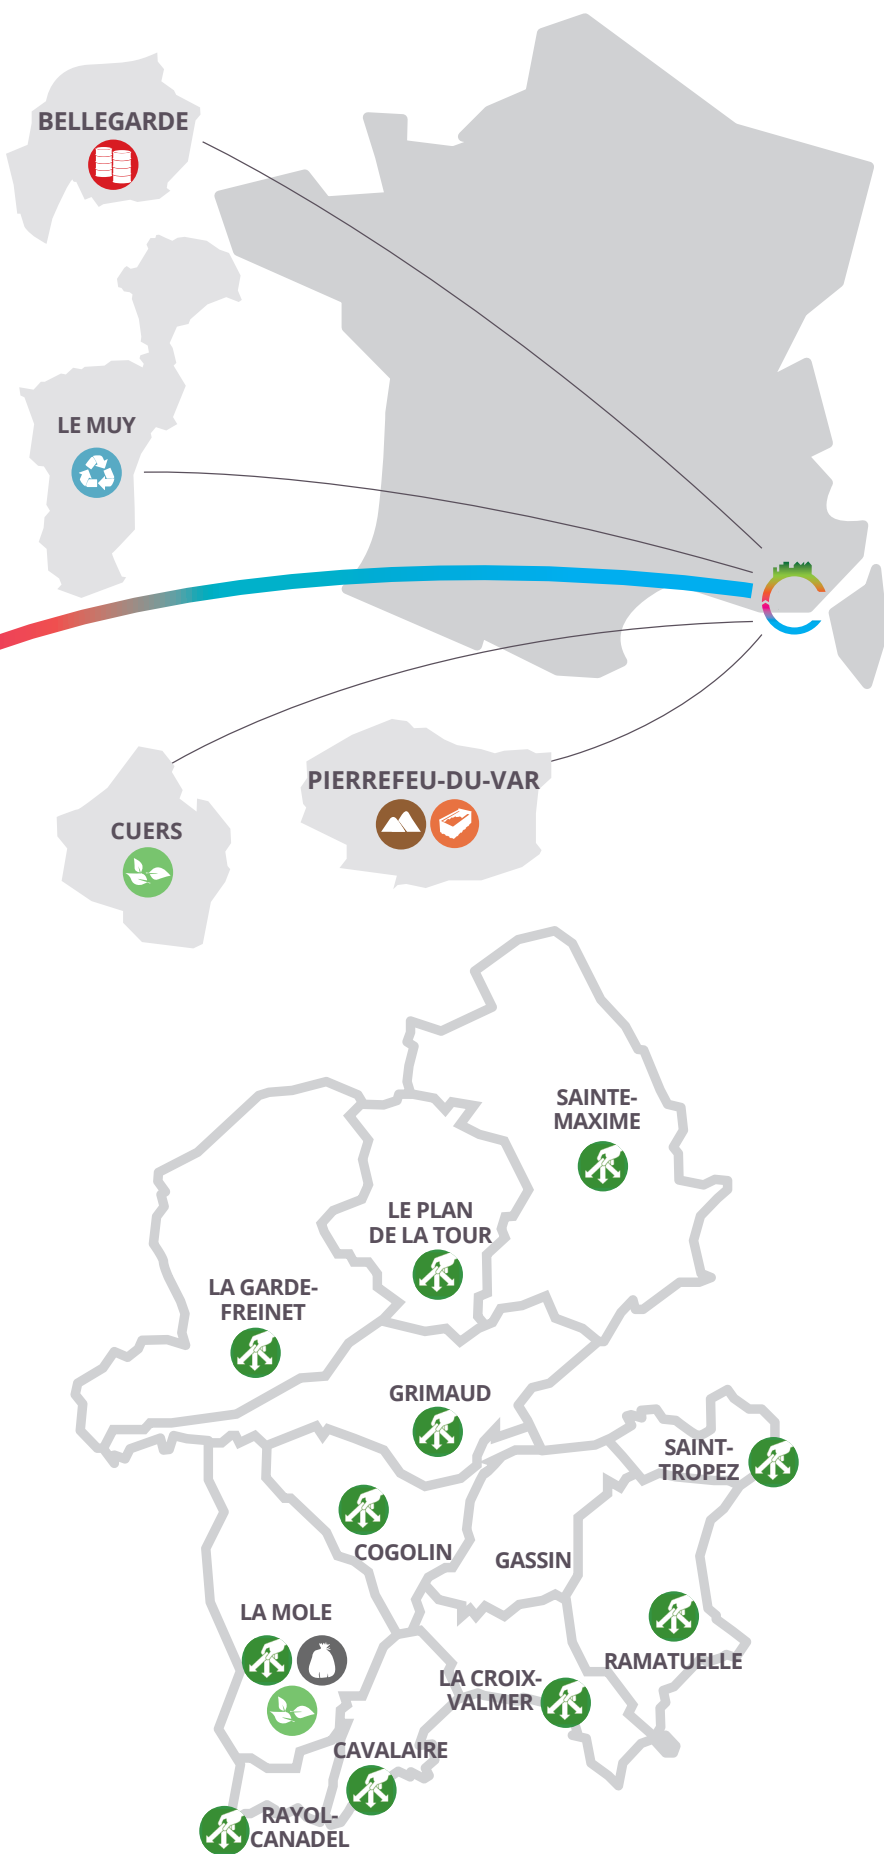 BELLEGARDE
LE MUY
PIERREFEU-DU-VAR
CUERS
SAINTE-
MAXIME
LE PLAN
DE LA TOUR
LA GARDE-
FREINET
GRIMAUD
SAINT-
TROPEZ
COGOLIN
GASSIN
LA MOLE
RAMATUELLE
LA CROIX-
VALMER
CAVALAIRE
RAYOL-
CANADEL